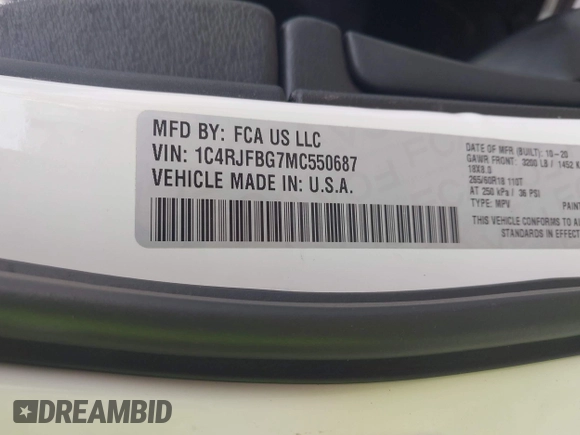 MFD BY: FCA US LLC
VIN: 1C4RJFBG7MC550687
VEHICLE MADE IN: U.S.A.
DATE OF MFR (BUILT): 10-20
GAWR FRONT: 3200 LB / 1452 K
18X8.0
265/60R18 110T
AT 250 kPa / 36 PSI
TYPE: MPV PAINT
THIS VEHICLE CONFORMS TO A
STANDARDS IN EFFECT
DREAMBID